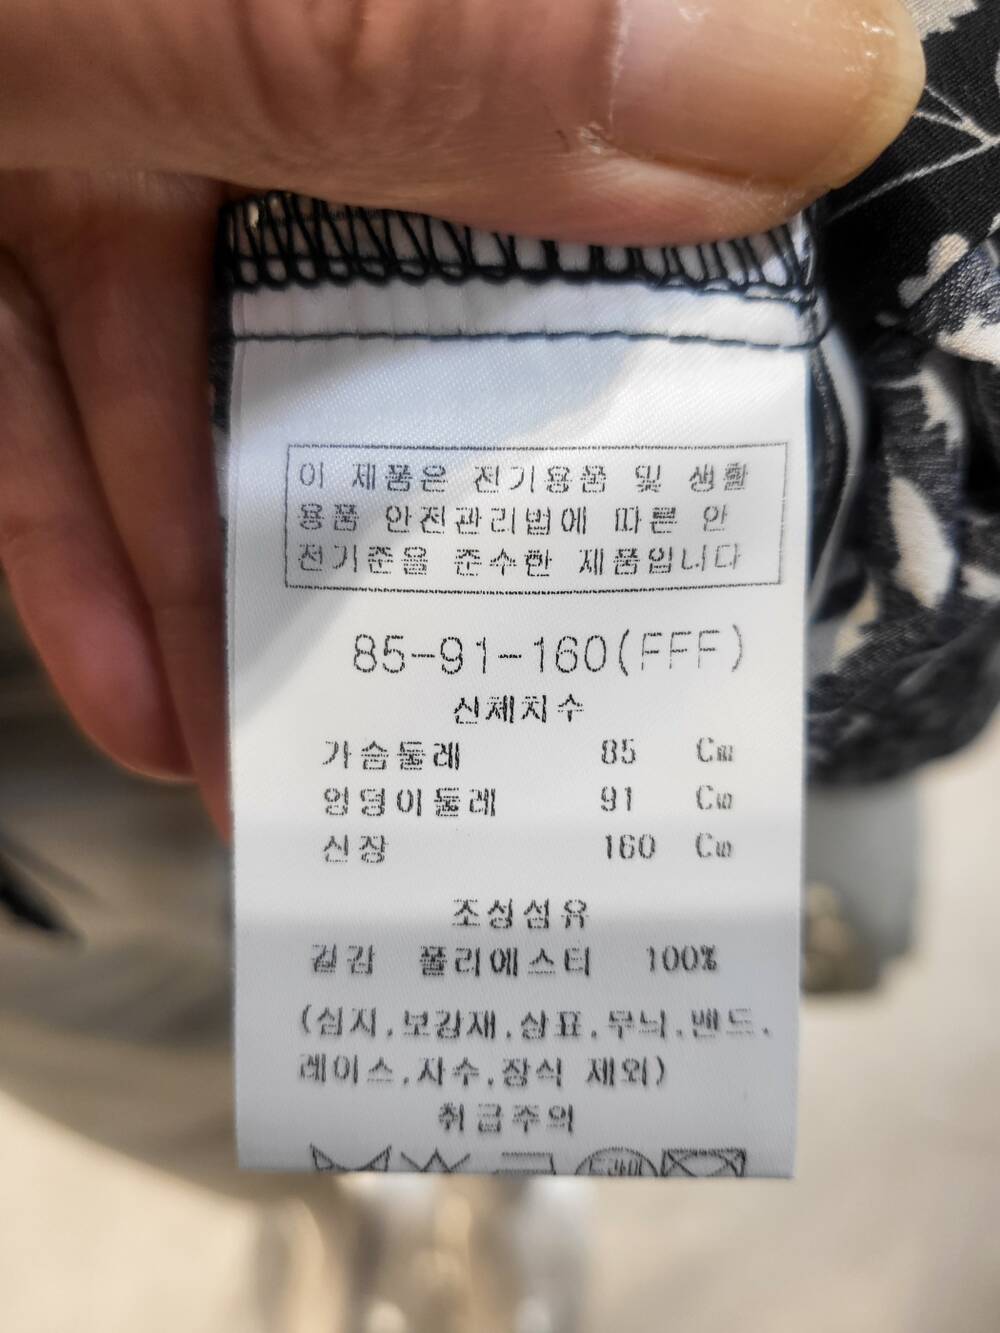 이 제품은 전기용품 및 생활
용품 안전관리법에 따른 안
전기준을 준수한 제품입니다
85-91-160(FFF)
신체치수
가슴둘레 85 Cm
엉덩이둘레 91 Cm
신장 160 Cm
조성섬유
겉감 폴리에스터 100%
(심지.보강재.상표.무늬.밴드.
레이스.자수.장식 제외)
취급주의
드라이